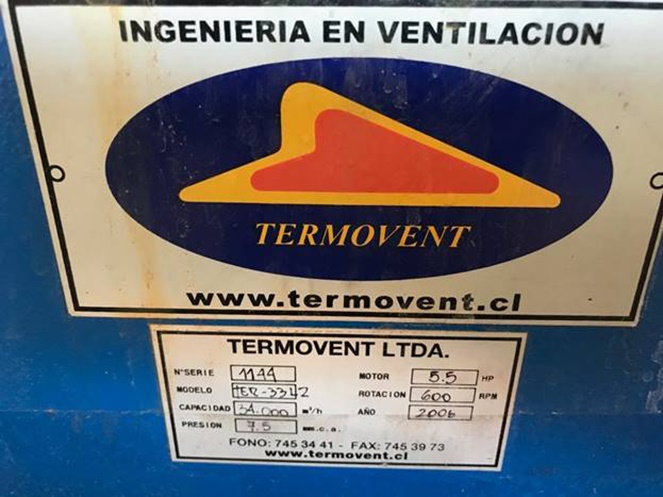 INGENIERIA EN VENTILACION
TERMOVENT
www.termovent.cl
TERMOVENT LTDA.
N°SERIE 1144 MOTOR 5.5 HP
MODELO ROTACION 600 RPM
CAPACIDAD 34.000 m³/h AÑO 2006
PRESION 7.5 mm.c.a.
FONO: 745 34 41 - FAX: 745 39 73
www.termovent.cl